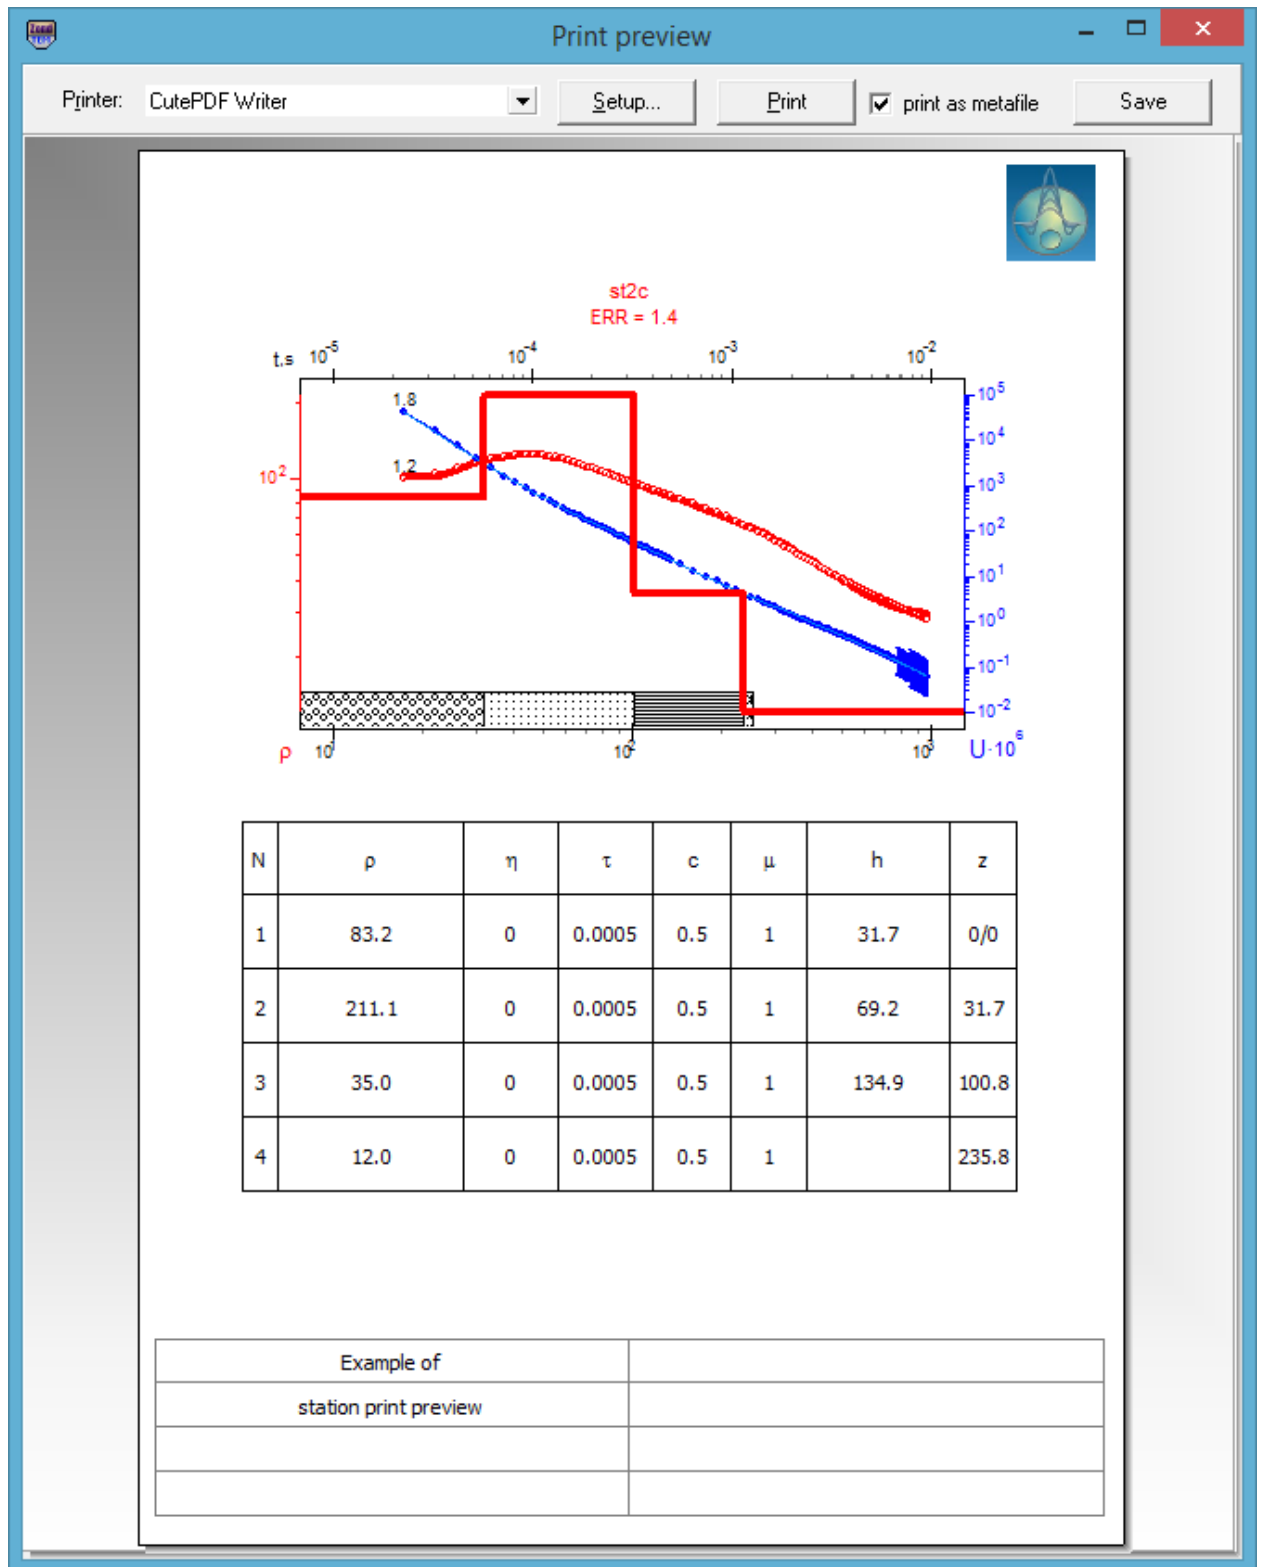 Print preview
Printer: CutePDF Writer Setup... Print print as metafile Save
st2c
ERR = 1.4
t,s 10⁻⁵ 10⁻⁴ 10⁻³ 10⁻²
1.8
1.2
10²
10⁵
10⁴
10³
10²
10¹
10⁰
10⁻¹
10⁻²
ρ 10¹ 10² 10³ U·10⁶
N ρ η τ c μ h z
1 83.2 0 0.0005 0.5 1 31.7 0/0
2 211.1 0 0.0005 0.5 1 69.2 31.7
3 35.0 0 0.0005 0.5 1 134.9 100.8
4 12.0 0 0.0005 0.5 1 235.8
Example of
station print preview